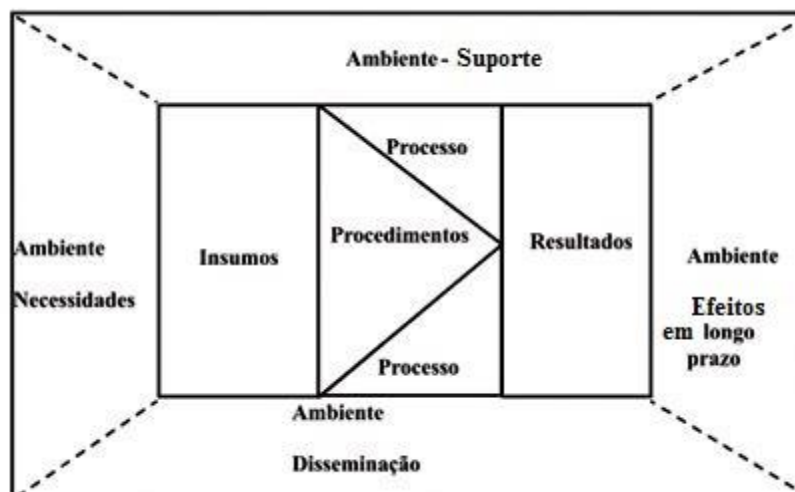 Ambiente - Suporte
Processo
Ambiente
Necessidades
Insumos
Procedimentos
Resultados
Ambiente
Efeitos
em longo
prazo
Processo
Ambiente
Disseminação